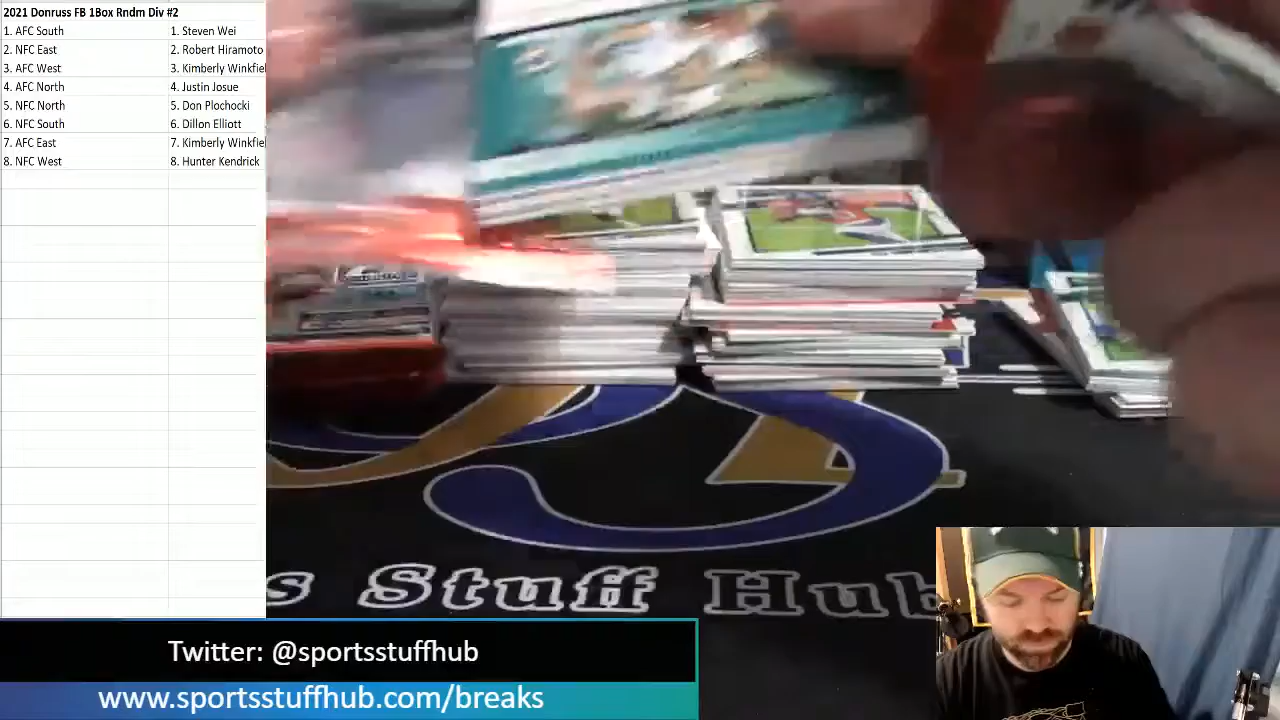 2021 Donruss FB 1Box Rndm Div #2
1. AFC South 1. Steven Wei
2. NFC East 2. Robert Hiramoto
3. AFC West 3. Kimberly Winkfiel
4. AFC North 4. Justin Josue
5. NFC North 5. Don Plochocki
6. NFC South 6. Dillon Elliott
7. AFC East 7. Kimberly Winkfiel
8. NFC West 8. Hunter Kendrick
s Stuff Hub
Twitter: @sportsstuffhub
www.sportsstuffhub.com/breaks